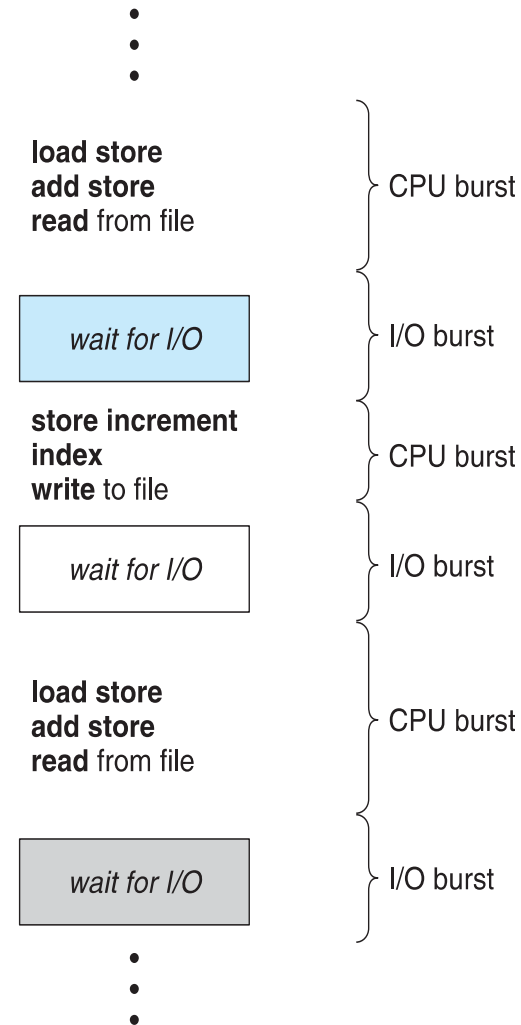 load store
add store
read from file
CPU burst
wait for I/O
I/O burst
store increment
index
write to file
CPU burst
wait for I/O
I/O burst
load store
add store
read from file
CPU burst
wait for I/O
I/O burst